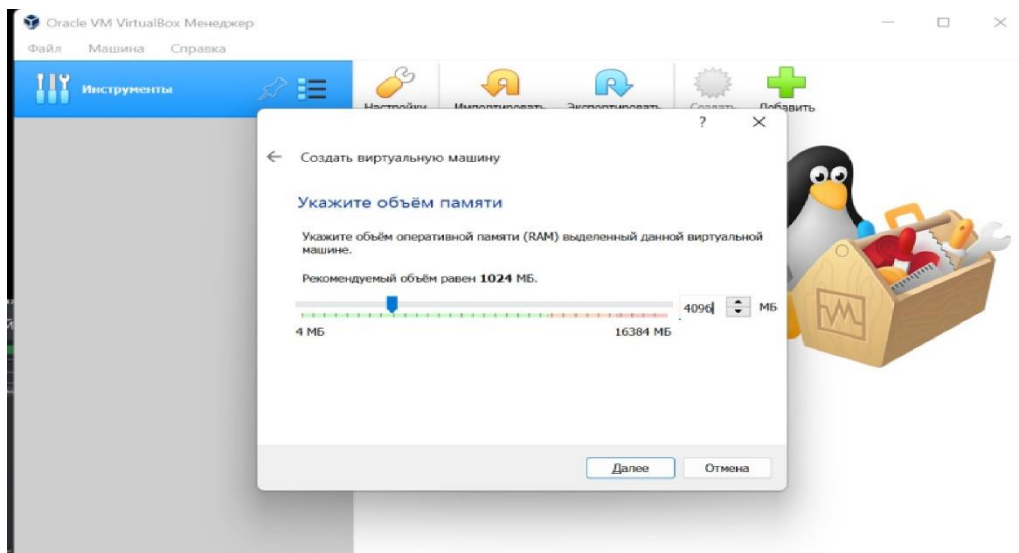 Oracle VM VirtualBox Менеджер
Файл Машина Справка
Инструменты
Настройки Импортировать Экспортировать Создать Добавить
?
Создать виртуальную машину
Укажите объём памяти
Укажите объём оперативной памяти (RAM) выделенный данной виртуальной
машине.
Рекомендуемый объём равен 1024 МБ.
4096 МБ
4 МБ 16384 МБ
Далее Отмена